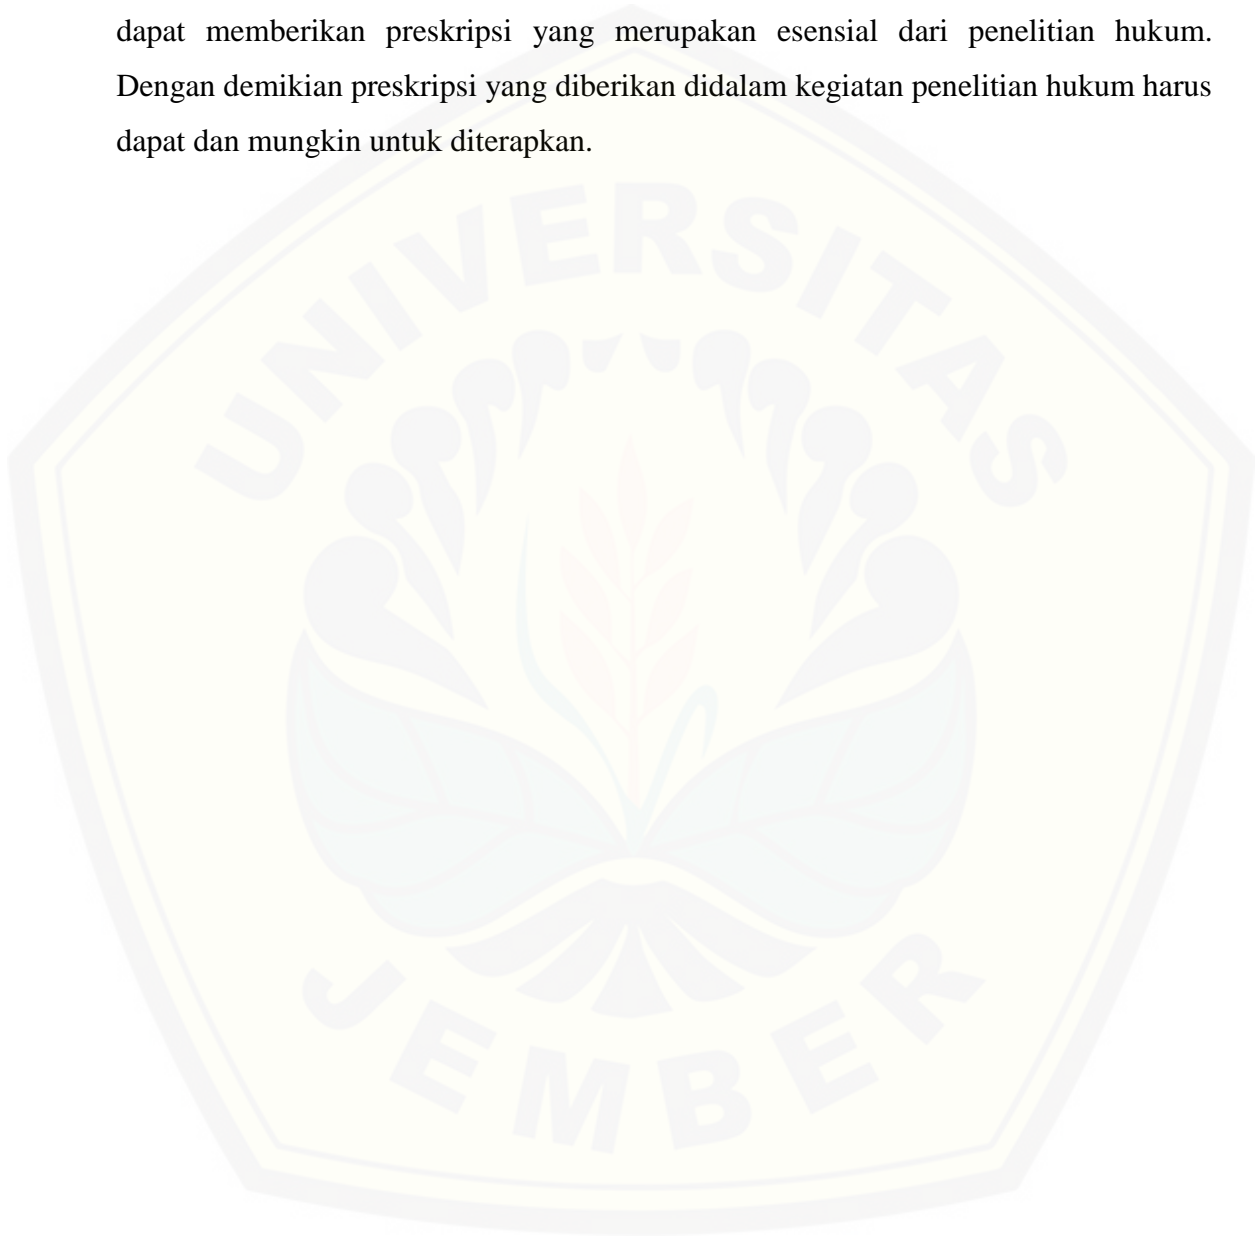 dapat memberikan preskripsi yang merupakan esensial dari penelitian hukum.
Dengan demikian preskripsi yang diberikan didalam kegiatan penelitian hukum harus
dapat dan mungkin untuk diterapkan.
UNIVERSITAS
JEMBER